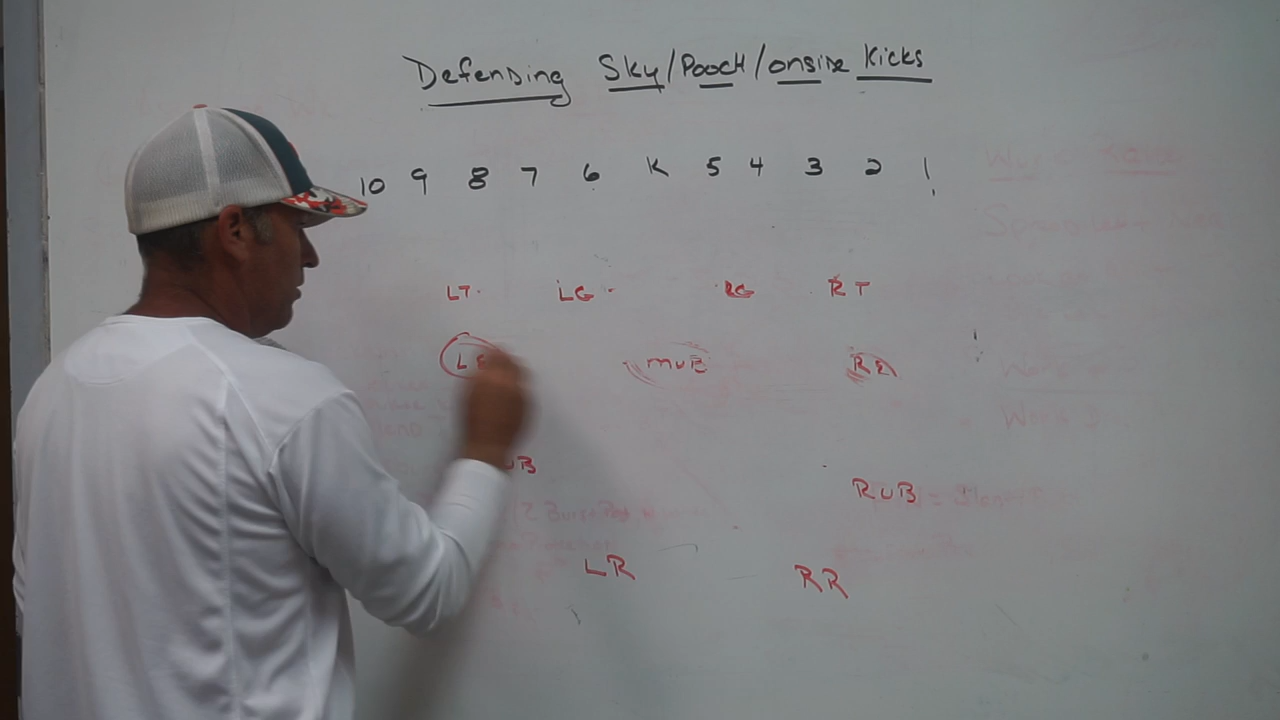 Defending Sky/Pooch/onside Kicks
10 9 8 7 6 K 5 4 3 2 1
LT LG RG RT
LE MUB RE
UB RUB
LR RR